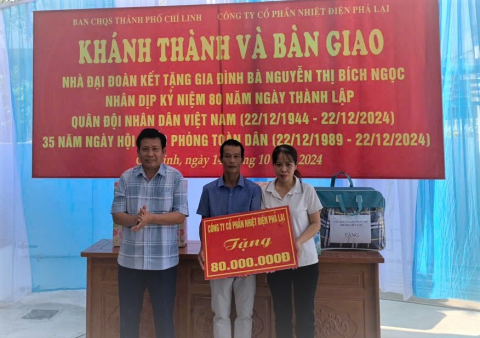 BAN CHQS THÀNH PHỐ CHÍ LINH CÔNG TY CỔ PHẦN NHIỆT ĐIỆN PHẢ LẠI
KHÁNH THÀNH VÀ BÀN GIAO
NHÀ ĐẠI ĐOÀN KẾT TẶNG GIA ĐÌNH BÀ NGUYỄN THỊ BÍCH NGỌC
NHÂN DỊP KỶ NIỆM 80 NĂM NGÀY THÀNH LẬP
QUÂN ĐỘI NHÂN DÂN VIỆT NAM (22/12/1944 - 22/12/2024)
35 NĂM NGÀY HỘI PHÒNG TOÀN DÂN (22/12/1989 - 22/12/2024)
Linh, ngày 10 2024
CÔNG TY CỔ PHẦN NHIỆT ĐIỆN PHẢ LẠI
Tặng
80.000.000Đ
TẶNG